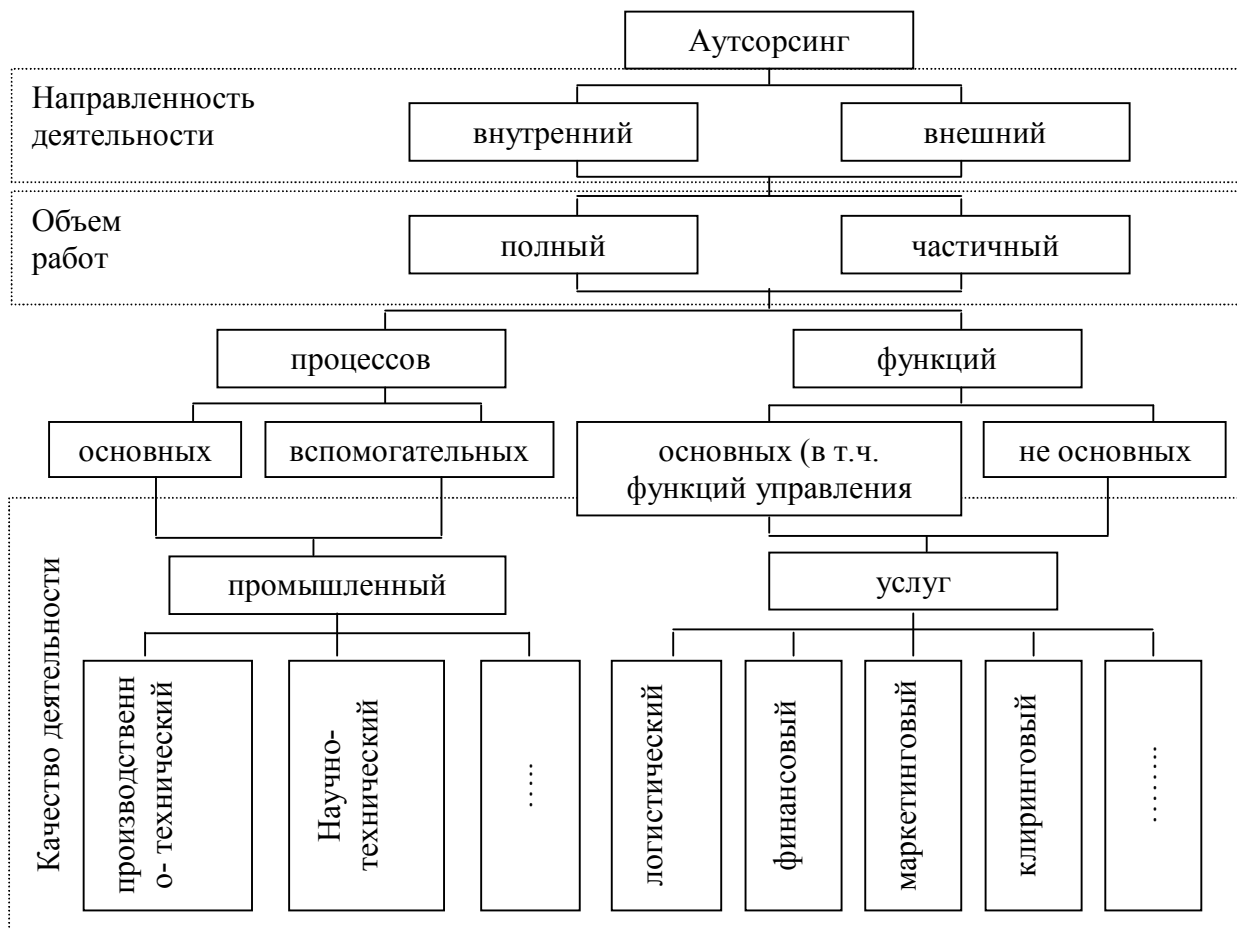 Аутсорсинг
Направленность
деятельности
внутренний
внешний
Объем
работ
полный
частичный
процессов
функций
основных
вспомогательных
основных (в т.ч.
функций управления
не основных
Качество деятельности
промышленный
услуг
производственн
о- технический
Научно-
технический
.....
логистический
финансовый
маркетинговый
клиринговый
.........